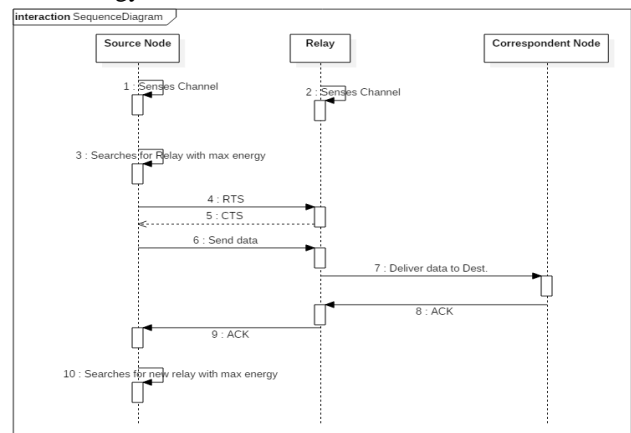 interaction SequenceDiagram
Source Node
Relay
Correspondent Node
1 : Senses Channel
2 : Senses Channel
3 : Searches for Relay with max energy
4 : RTS
5 : CTS
6 : Send data
7 : Deliver data to Dest.
8 : ACK
9 : ACK
10 : Searches for new relay with max energy